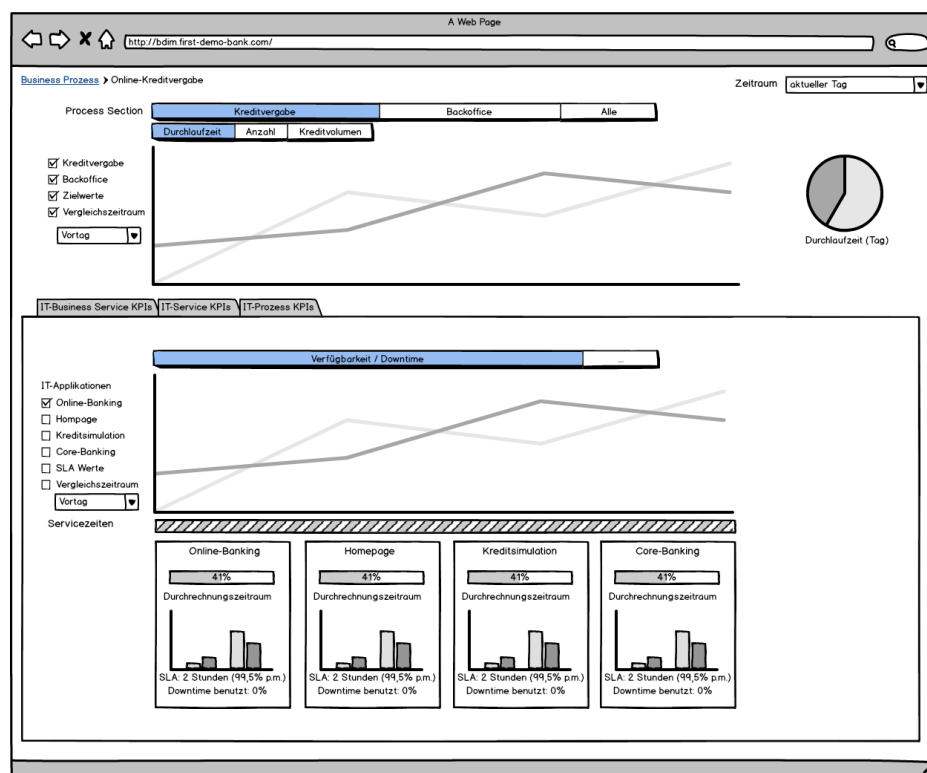 A Web Page
http://bdim.first-demo-bank.com/
Business Prozess > Online-Kreditvergabe
Zeitraum aktueller Tag
Process Section Kreditvergabe Backoffice Alle
Durchlaufzeit Anzahl Kreditvolumen
Kreditvergabe
Backoffice
Zielwerte
Vergleichszeitraum
Vortag
Durchlaufzeit (Tag)
IT-Business Service KPIs IT-Service KPIs IT-Prozess KPIs
Verfügbarkeit / Downtime ...
IT-Applikationen
Online-Banking
Hompage
Kreditsimulation
Core-Banking
SLA Werte
Vergleichszeitraum
Vortag
Servicezeiten
Online-Banking Homepage Kreditsimulation Core-Banking
41% 41% 41% 41%
Durchrechnungszeitraum Durchrechnungszeitraum Durchrechnungszeitraum Durchrechnungszeitraum
SLA: 2 Stunden (99,5% p.m.) SLA: 2 Stunden (99,5% p.m.) SLA: 2 Stunden (99,5% p.m.) SLA: 2 Stunden (99,5% p.m.)
Downtime benutzt: 0% Downtime benutzt: 0% Downtime benutzt: 0% Downtime benutzt: 0%